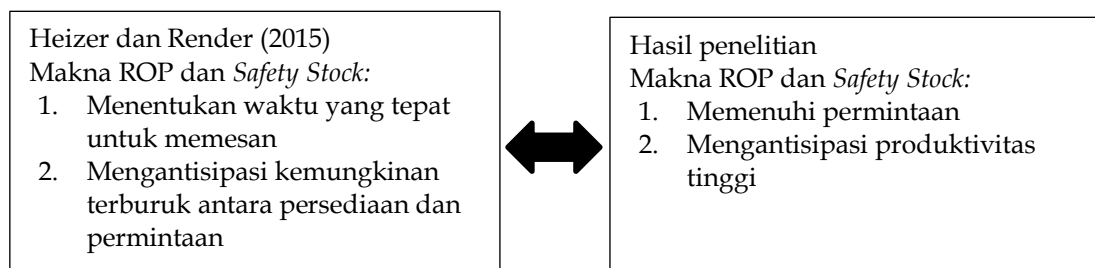 Heizer dan Render (2015)
Makna ROP dan Safety Stock:
1. Menentukan waktu yang tepat
untuk memesan
2. Mengantisipasi kemungkinan
terburuk antara persediaan dan
permintaan
Hasil penelitian
Makna ROP dan Safety Stock:
1. Memenuhi permintaan
2. Mengantisipasi produktivitas
tinggi